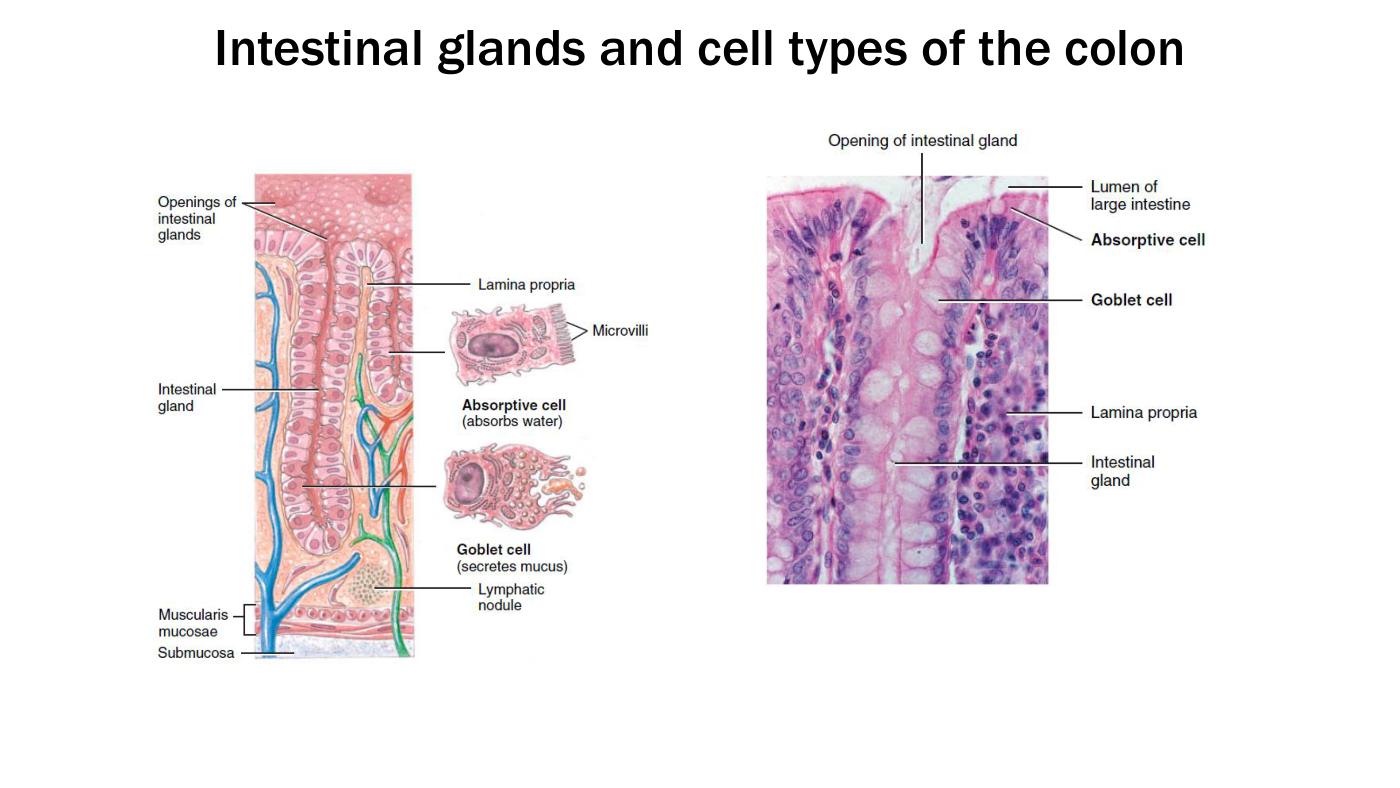 Intestinal glands and cell types of the colon
Openings of
intestinal
glands
Lamina propria
Microvilli
Intestinal
gland
Absorptive cell
(absorbs water)
Goblet cell
(secretes mucus)
Lymphatic
nodule
Muscularis
mucosae
Submucosa
Opening of intestinal gland
Lumen of
large intestine
Absorptive cell
Goblet cell
Lamina propria
Intestinal
gland